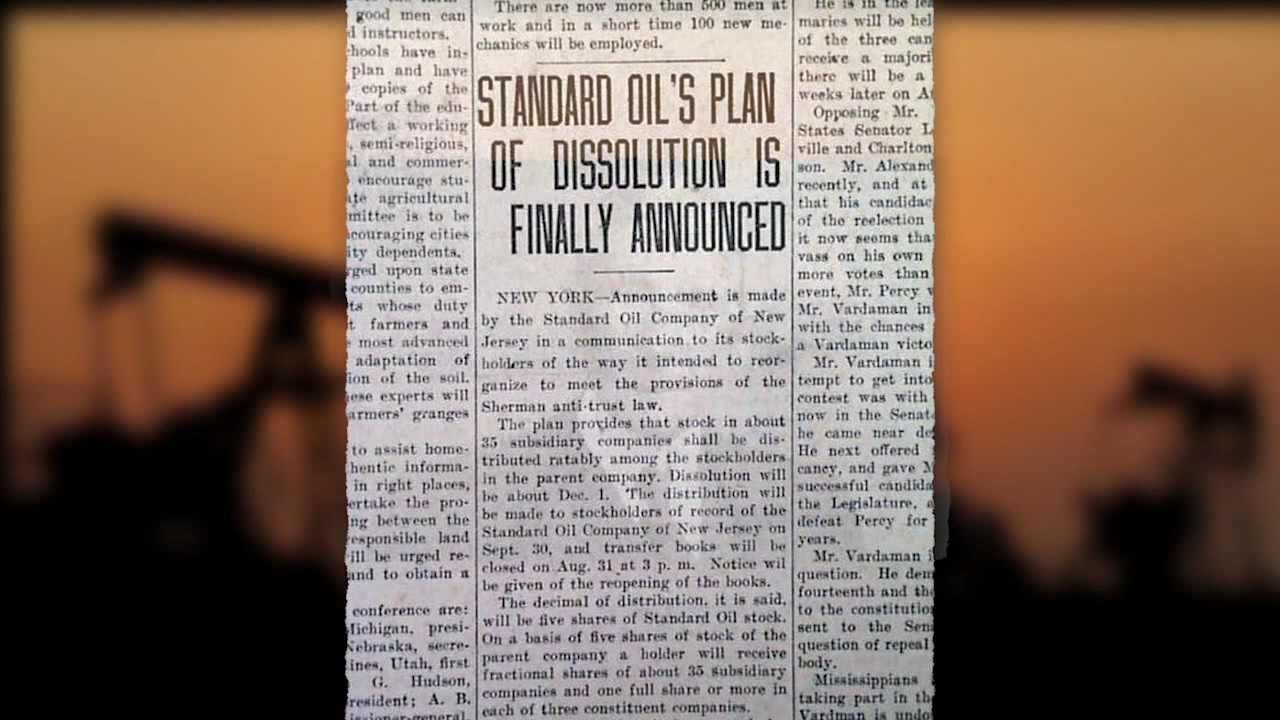 good men can
d instructors.
hools have in-
plan and have
copies of the
Part of the edu-
fect a working
, semi-religious,
al and commer-
encourage stu-
ate agricultural
mittee is to be
couraging cities
ity dependents.
rged upon state
counties to em-
ts whose duty
t farmers and
most advanced
adaptation of
ion of the soil.
ese experts will
armers' granges
to assist home-
hentic informa-
in right places,
ertake the pro-
ng between the
esponsible land
ill be urged re-
and to obtain a
conference are:
Michigan, presi-
Nebraska, secre-
ines, Utah, first
G. Hudson,
resident; A. B.
issioner-general
There are now more than 500 men at
work and in a short time 100 new me-
chanics will be employed.
STANDARD OIL'S PLAN
OF DISSOLUTION IS
FINALLY ANNOUNCED
NEW YORK—Announcement is made
by the Standard Oil Company of New
Jersey in a communication to its stock-
holders of the way it intended to reor-
ganize to meet the provisions of the
Sherman anti-trust law.
The plan provides that stock in about
35 subsidiary companies shall be dis-
tributed ratably among the stockholders
in the parent company. Dissolution will
be about Dec. 1. The distribution will
be made to stockholders of record of the
Standard Oil Company of New Jersey on
Sept. 30, and transfer books will be
closed on Aug. 31 at 3 p. m. Notice wil
be given of the reopening of the books.
The decimal of distribution, it is said,
will be five shares of Standard Oil stock.
On a basis of five shares of stock of the
parent company a holder will receive
fractional shares of about 35 subsidiary
companies and one full share or more in
each of three constituent companies.
He is in the lea
maries will be hel
of the three can
receive a majori
there will be a
weeks later on A
Opposing Mr.
States Senator L
ville and Charlton
son. Mr. Alexand
recently, and at
that his candidac
of the reelection
it now seems tha
vass on his own
more votes than
event, Mr. Percy w
Mr. Vardaman in
with the chances
a Vardaman victo
Mr. Vardaman i
tempt to get into
contest was with
now in the Senat
he came near de
He next offered
cancy, and gave M
successful candida
the Legislature, a
defeat Percy for
years.
Mr. Vardaman i
question. He dem
fourteenth and the
to the constitution
sent to the Sena
question of repeal
body.
Mississippians
taking part in the
Vardman is undo